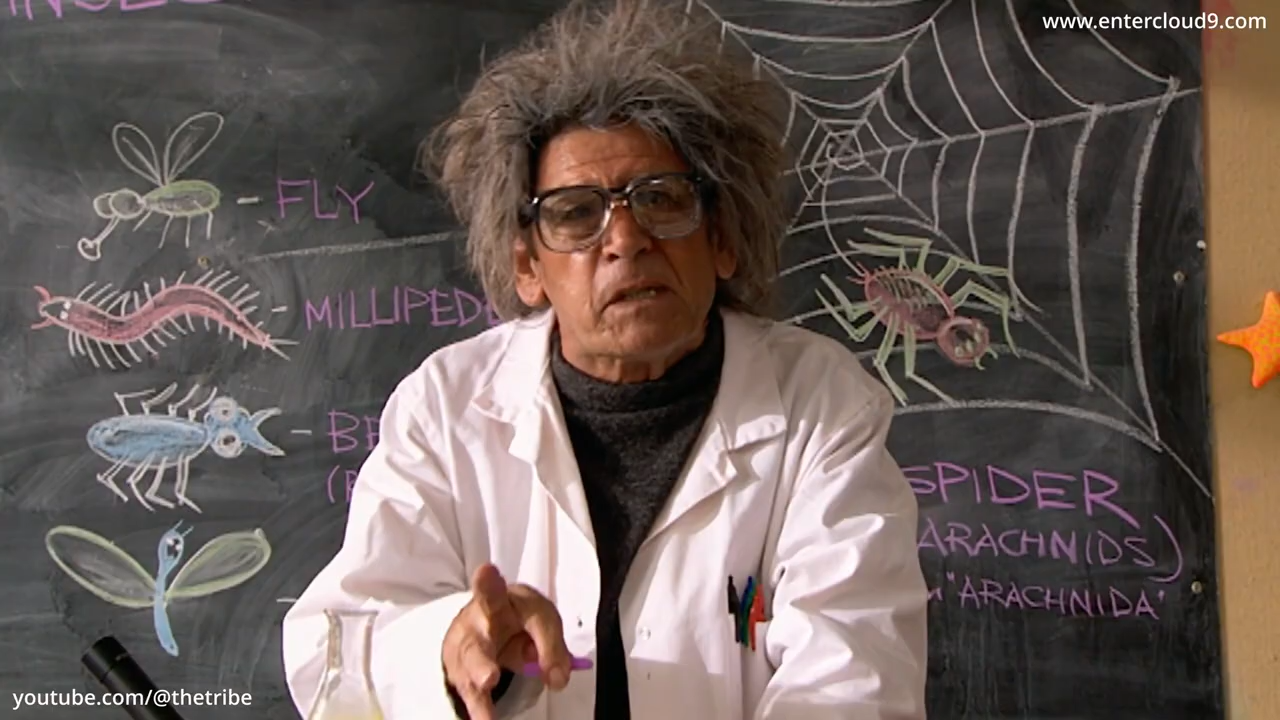 www.entercloud9.com
FLY
MILLIPEDE
SPIDER
ARACHNIDS)
"ARACHNIDA"
youtube.com/@thetribe